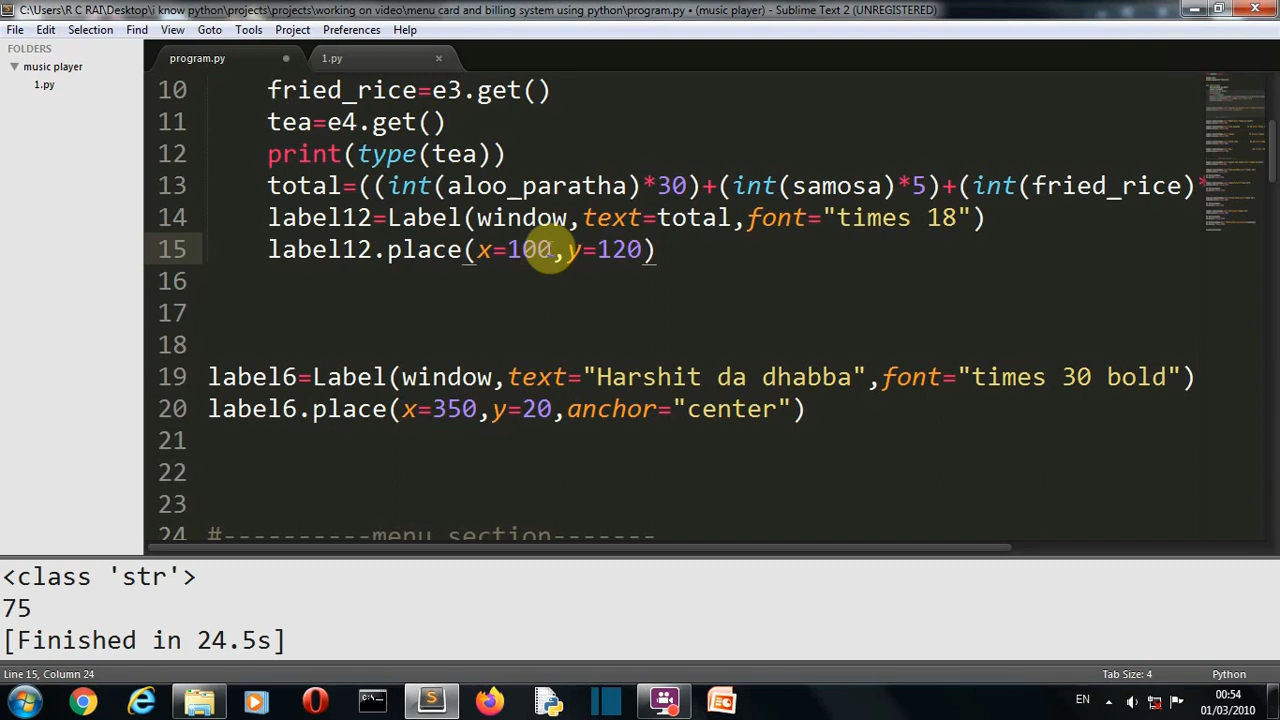 C:\Users\R C RAI\Desktop\i know python\projects\projects\working on video\menu card and billing system using python\program.py • (music player) - Sublime Text 2 (UNREGISTERED)
File Edit Selection Find View Goto Tools Project Preferences Help
FOLDERS
music player
1.py
program.py
1.py
10 fried_rice=e3.get()
11 tea=e4.get()
12 print(type(tea))
13 total=((int(aloo_paratha)*30)+(int(samosa)*5)+(int(fried_rice)*
14 label12=Label(window,text=total,font="times 18")
15 label12.place(x=100,y=120)
16
17
18
19 label6=Label(window,text="Harshit da dhabba",font="times 30 bold")
20 label6.place(x=350,y=20,anchor="center")
21
22
23
24 #----------menu section-------
<class 'str'>
75
[Finished in 24.5s]
Line 15, Column 24
Tab Size: 4
Python
EN
00:54
01/03/2010